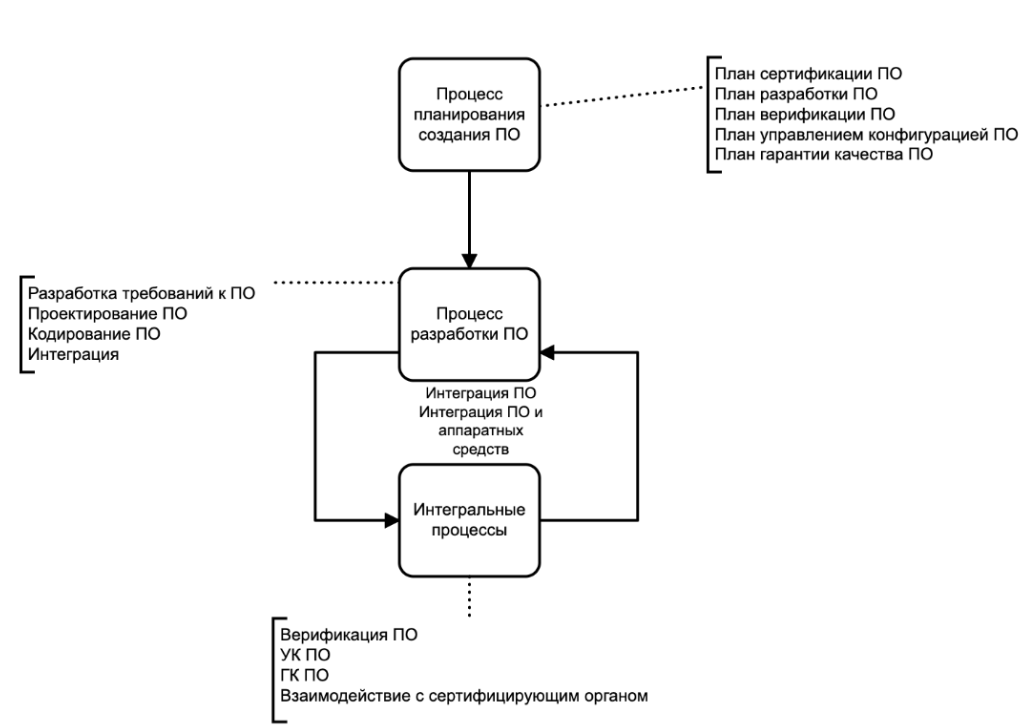 Процесс
планирования
создания ПО
План сертификации ПО
План разработки ПО
План верификации ПО
План управлением конфигурацией ПО
План гарантии качества ПО
Разработка требований к ПО
Проектирование ПО
Кодирование ПО
Интеграция
Процесс
разработки ПО
Интеграция ПО
Интеграция ПО и
аппаратных
средств
Интегральные
процессы
Верификация ПО
УК ПО
ГК ПО
Взаимодействие с сертифицирующим органом